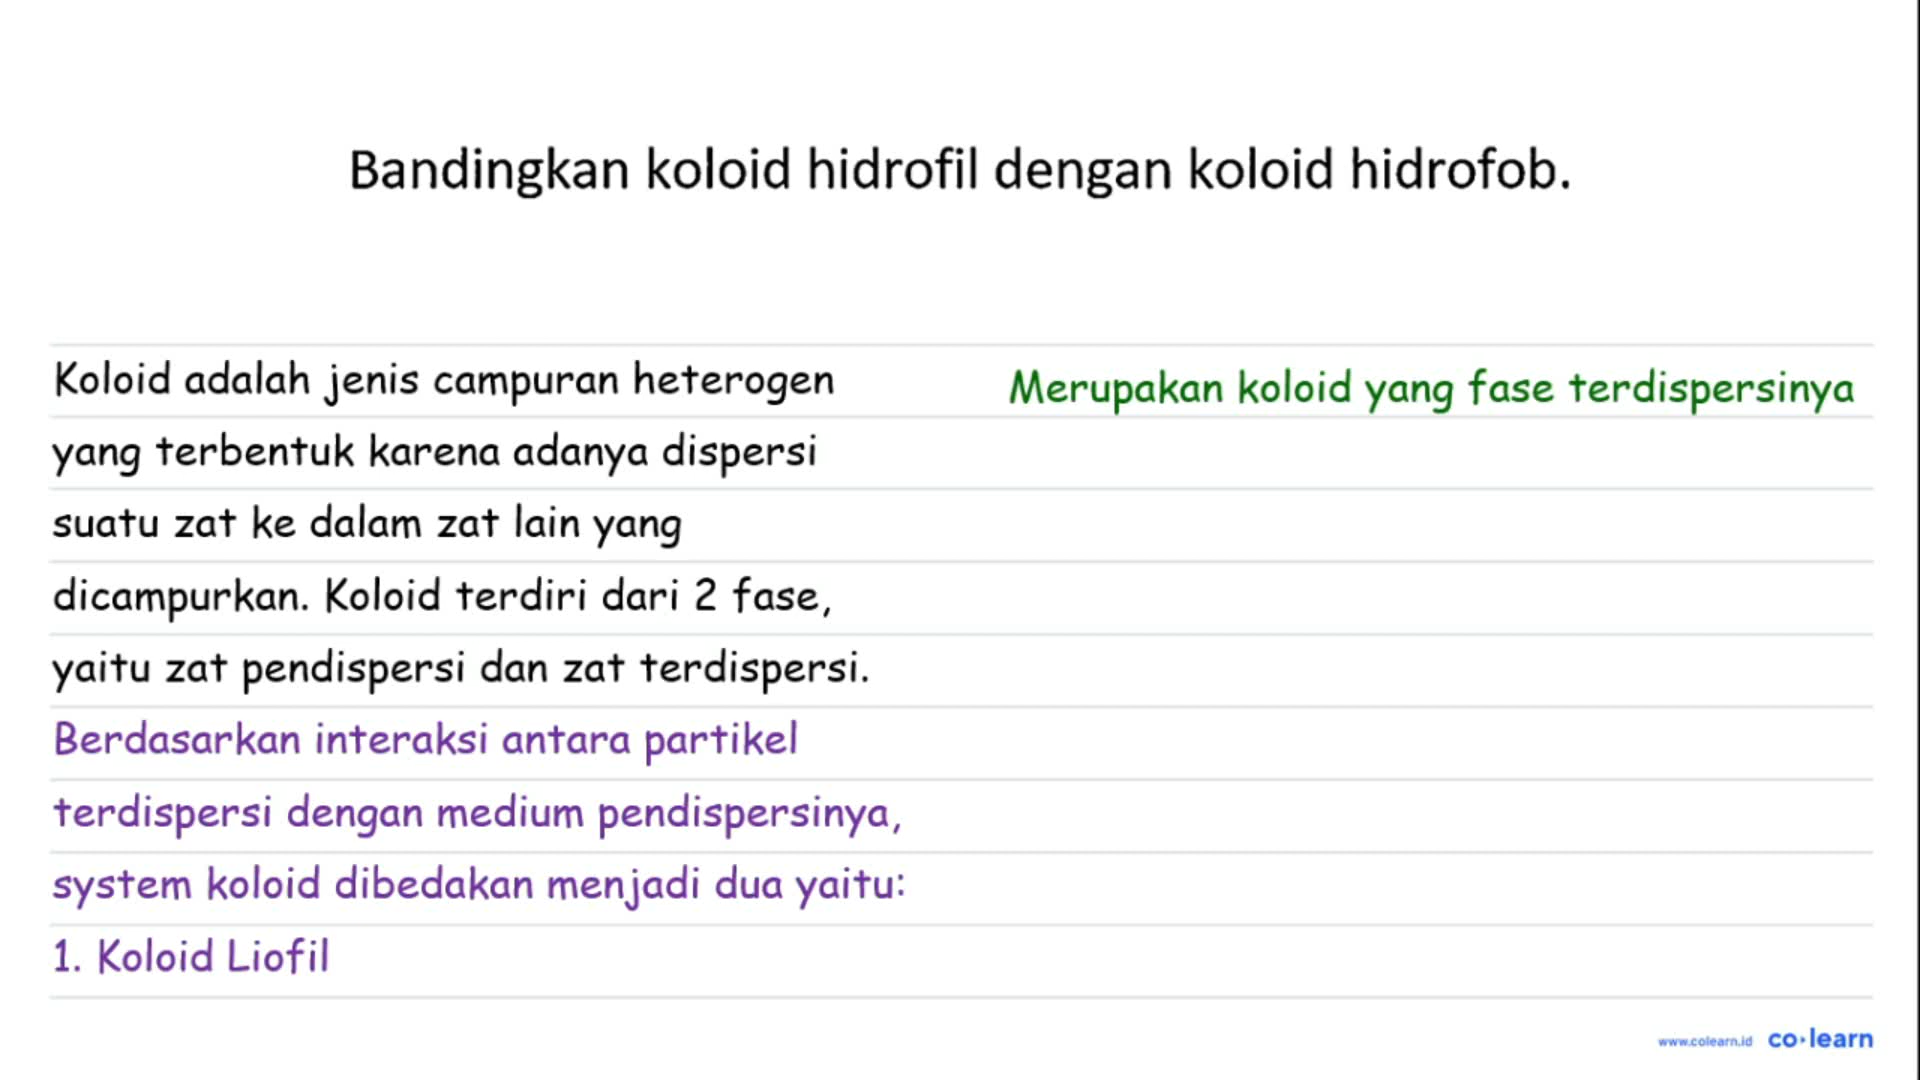 Bandingkan koloid hidrofil dengan koloid hidrofob.
Koloid adalah jenis campuran heterogen
yang terbentuk karena adanya dispersi
suatu zat ke dalam zat lain yang
dicampurkan. Koloid terdiri dari 2 fase,
yaitu zat pendispersi dan zat terdispersi.
Berdasarkan interaksi antara partikel
terdispersi dengan medium pendispersinya,
system koloid dibedakan menjadi dua yaitu:
1. Koloid Liofil
Merupakan koloid yang fase terdispersinya
www.colearn.id co•learn